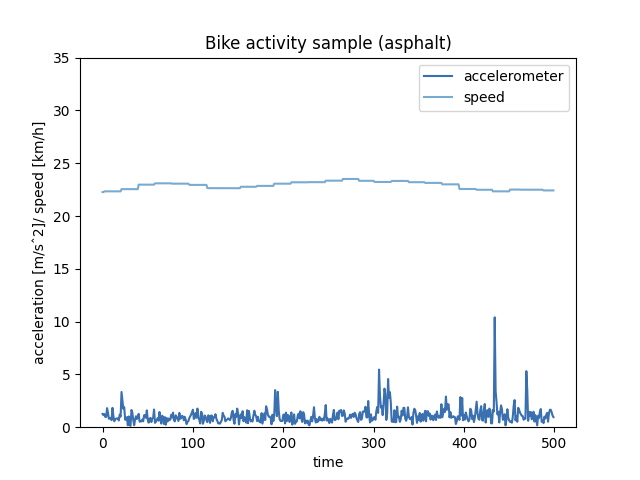 Bike activity sample (asphalt)
accelerometer
speed
acceleration [m/sˆ2]/ speed [km/h]
35
30
25
20
15
10
5
0
0 100 200 300 400 500
time